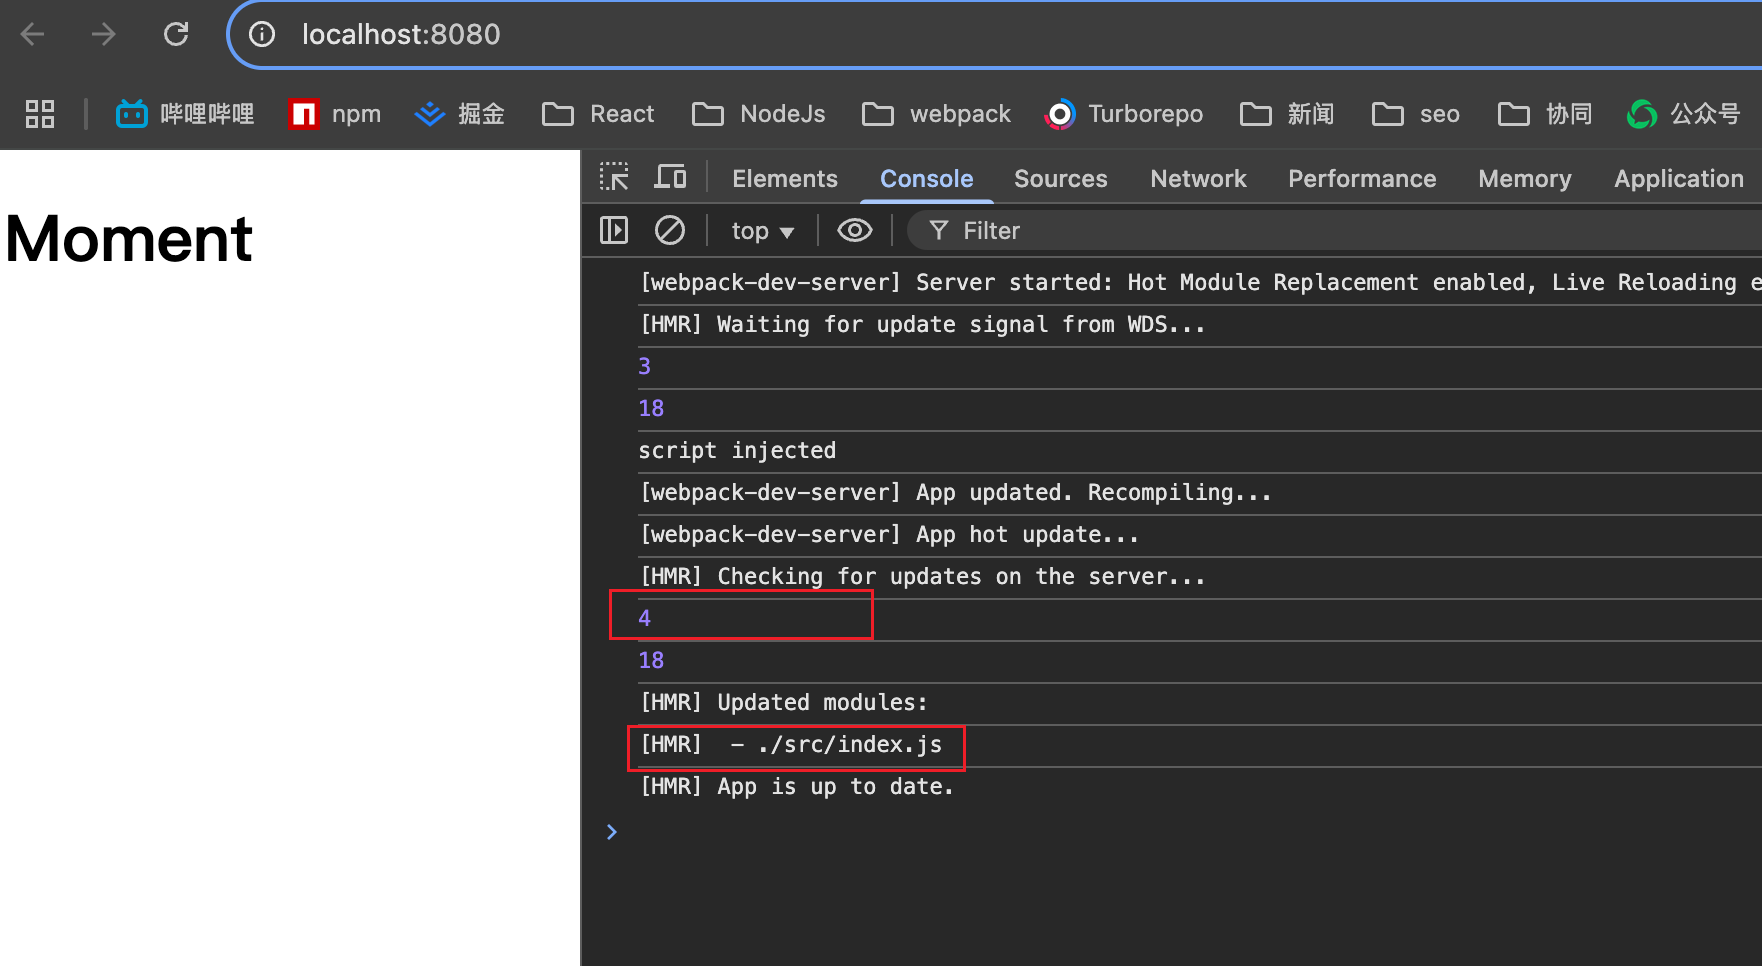 localhost:8080
哔哩哔哩 npm 掘金 React NodeJs webpack Turborepo 新闻 seo 协同 公众号
Moment
Elements Console Sources Network Performance Memory Application
top Filter
[webpack-dev-server] Server started: Hot Module Replacement enabled, Live Reloading e
[HMR] Waiting for update signal from WDS...
3
18
script injected
[webpack-dev-server] App updated. Recompiling...
[webpack-dev-server] App hot update...
[HMR] Checking for updates on the server...
4
18
[HMR] Updated modules:
[HMR]  - ./src/index.js
[HMR] App is up to date.